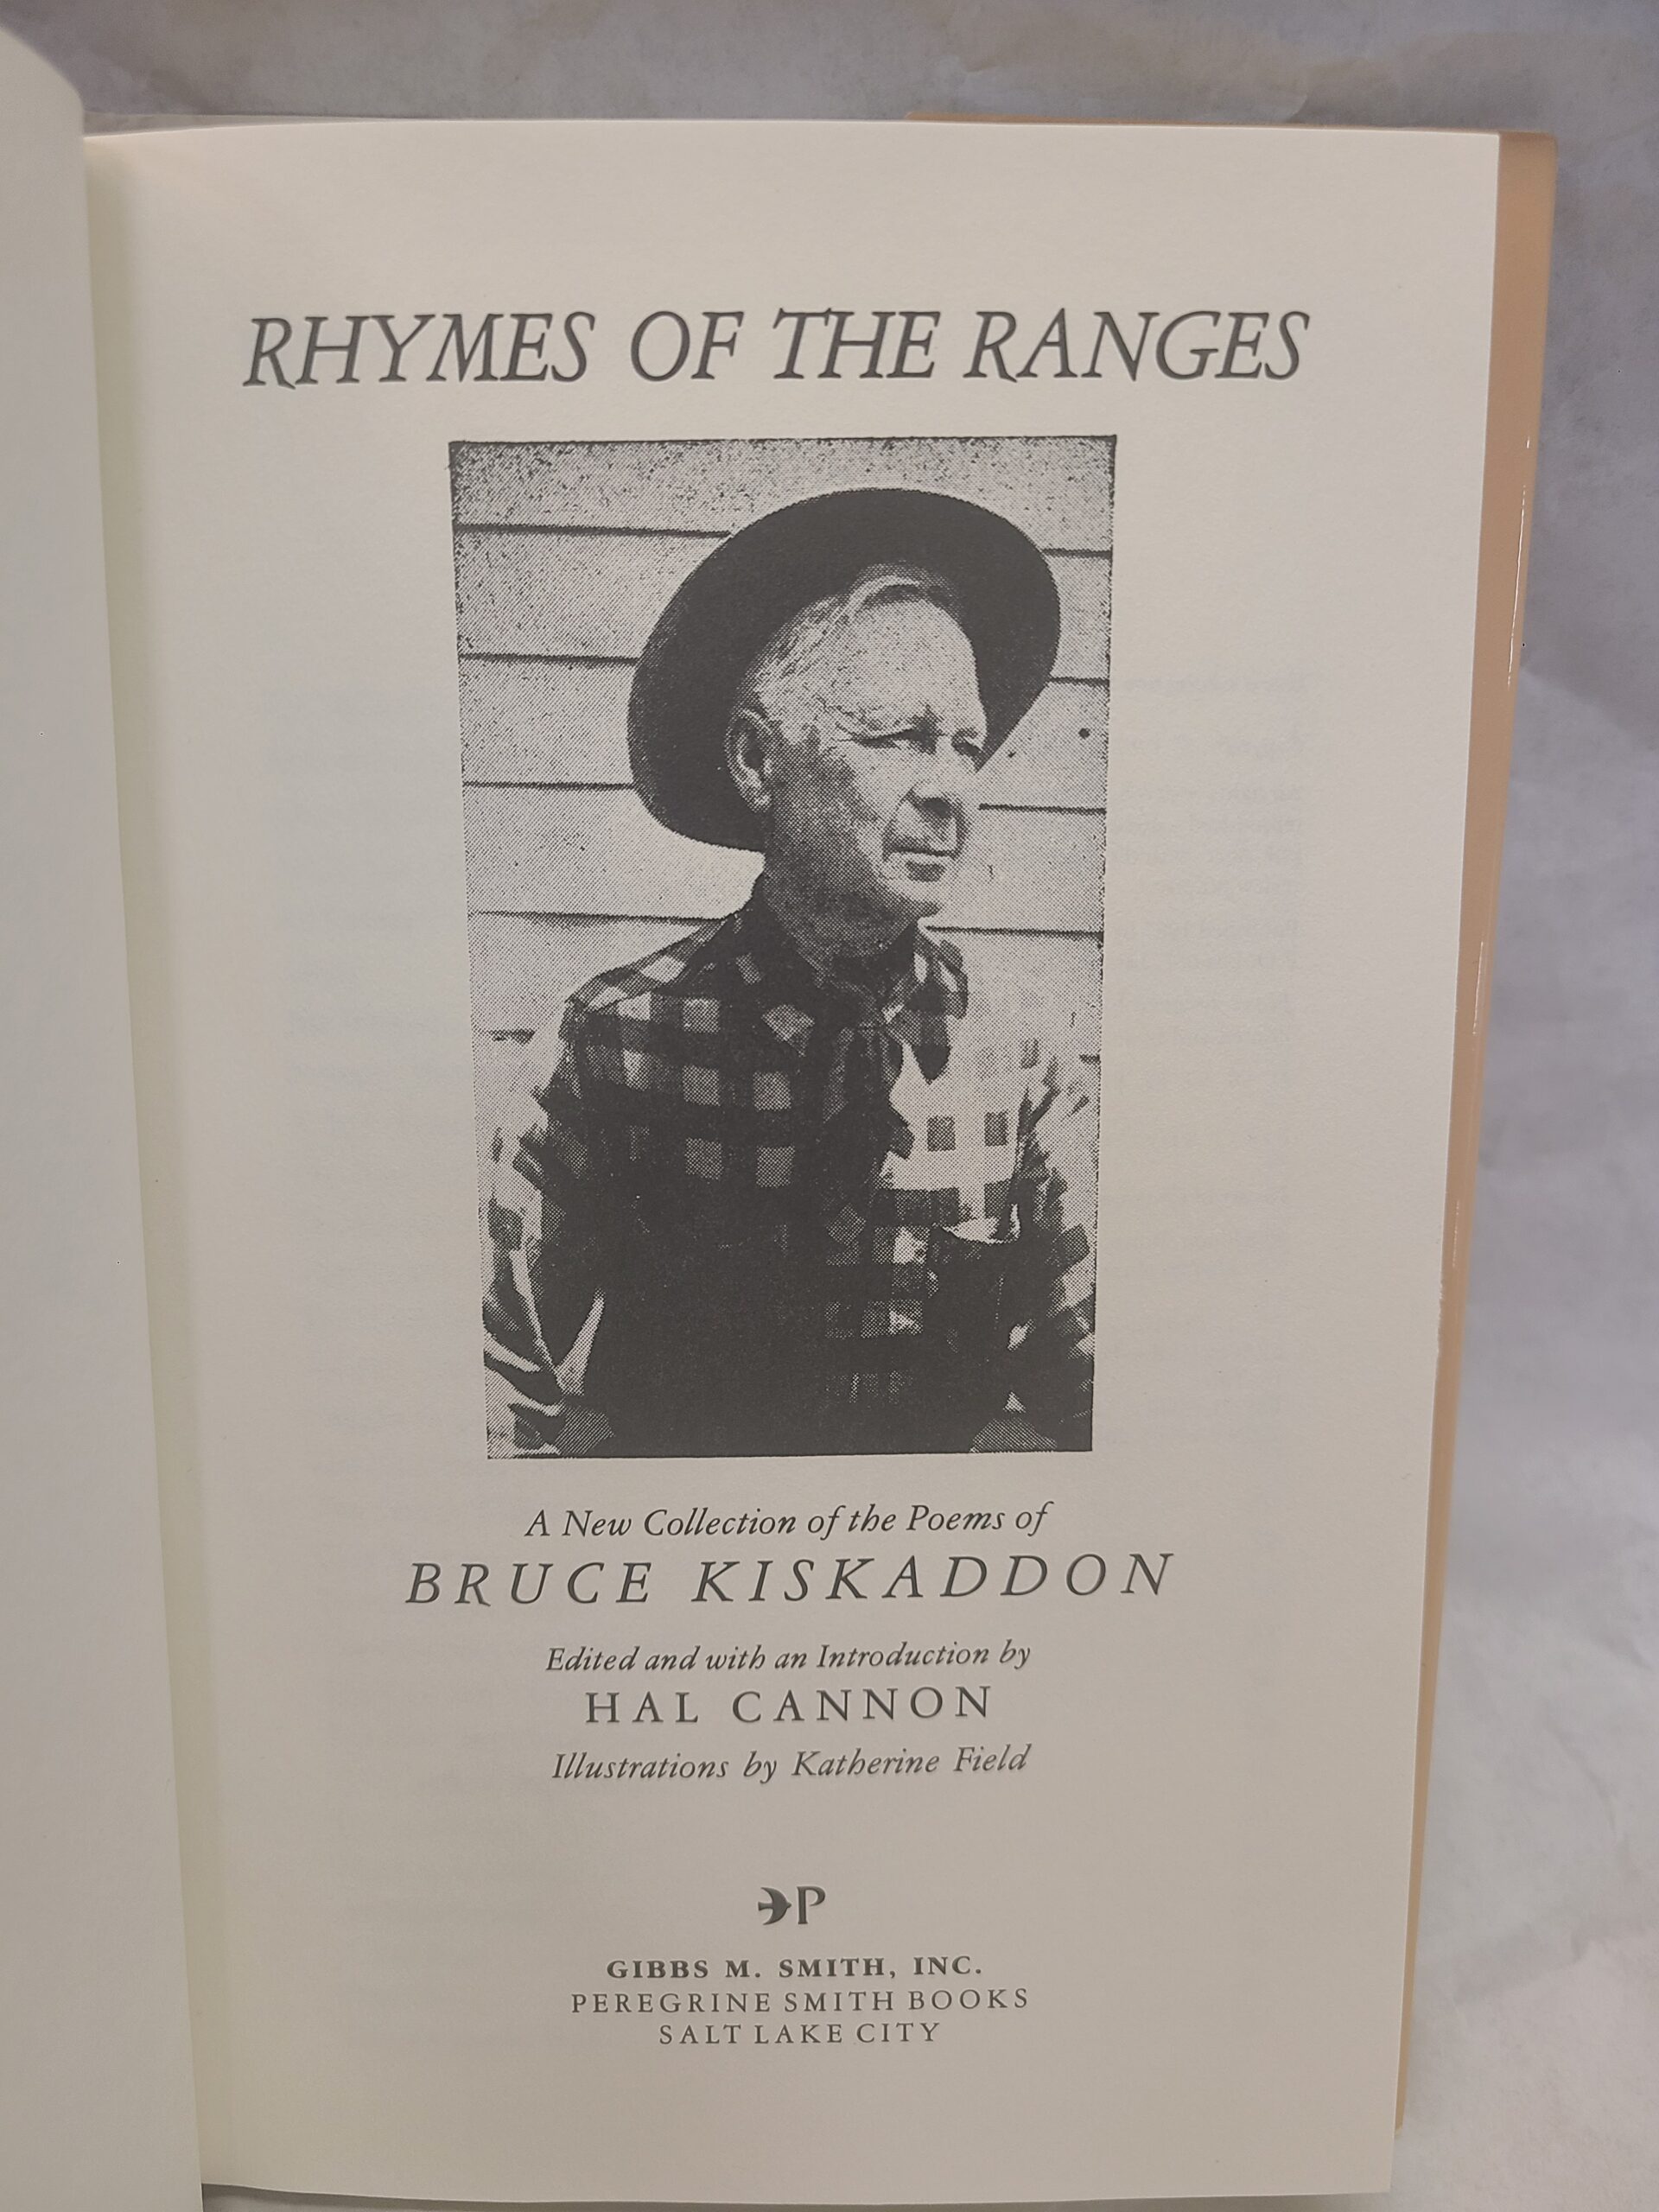 RHYMES OF THE RANGES
A New Collection of the Poems of
BRUCE KISKADDON
Edited and with an Introduction by
HAL CANNON
Illustrations by Katherine Field
P
GIBBS M. SMITH, INC.
PEREGRINE SMITH BOOKS
SALT LAKE CITY